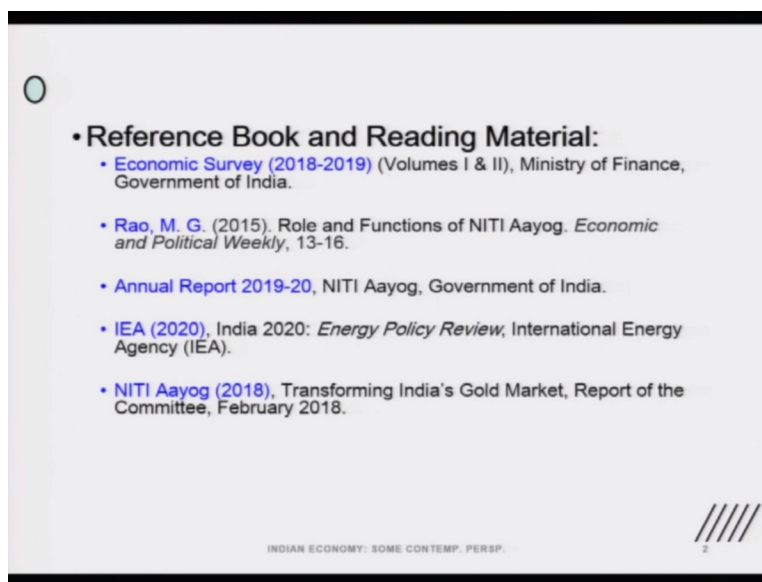 • Reference Book and Reading Material:
• Economic Survey (2018-2019) (Volumes I & II), Ministry of Finance,
Government of India.
• Rao, M. G. (2015). Role and Functions of NITI Aayog. Economic
and Political Weekly, 13-16.
• Annual Report 2019-20, NITI Aayog, Government of India.
• IEA (2020), India 2020: Energy Policy Review, International Energy
Agency (IEA).
• NITI Aayog (2018), Transforming India's Gold Market, Report of the
Committee, February 2018.
INDIAN ECONOMY: SOME CONTEMP. PERSP.
2